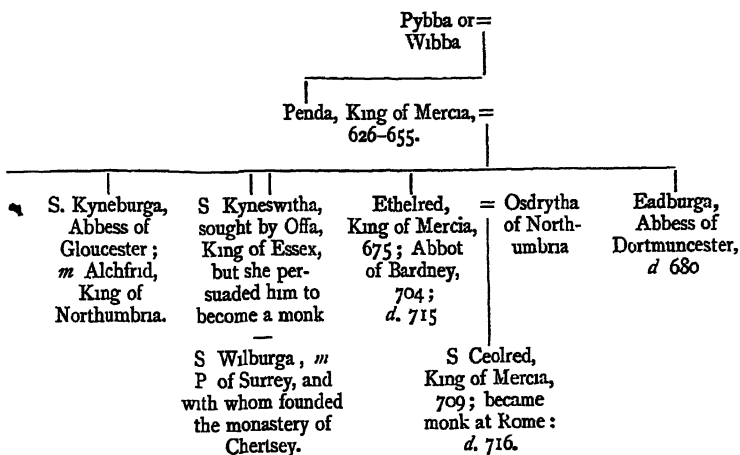 Pybba or=
Wibba
Penda, King of Mercia,=
626–655.
S. Kyneburga,
Abbess of
Gloucester ;
m Alchfrid,
King of
Northumbria.
S Kyneswitha,
sought by Offa,
King of Essex,
but she per-
suaded him to
become a monk
—
S Wilburga, m
P of Surrey, and
with whom founded
the monastery of
Chertsey.
Ethelred,
King of Mercia,
675 ; Abbot
of Bardney,
704 ;
d. 715
= Osdrytha
of North-
umbria
S Ceolred,
King of Mercia,
709 ; became
monk at Rome :
d. 716.
Eadburga,
Abbess of
Dortmuncester,
d 680